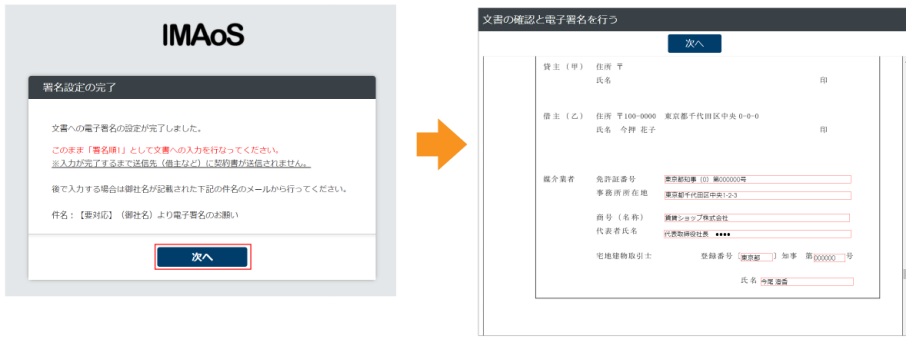 IMAoS
署名設定の完了
文書への電子署名の設定が完了しました。
このまま「署名順1」として文書への入力を行なってください。
※入力が完了するまで送信先（借主など）に契約書が送信されません。
後で入力する場合は御社名が記載された下記の件名のメールから行ってください。
件名：【要対応】（御社名）より電子署名のお願い
次へ
文書の確認と電子署名を行う
次へ
貸主（甲） 住所 〒
氏名 印
借主（乙） 住所 〒100-0000 東京都千代田区中央 0-0-0
氏名 今押 花子 印
媒介業者 免許証番号 東京都知事 (0) 第000000号
事務所所在地 東京都千代田区中央1-2-3
商号（名称） 賃貸ショップ株式会社
代表者氏名 代表取締役社長 ●●●●
宅地建物取引士 登録番号〔東京都〕知事 第 000000 号
氏名 今尾 酒香